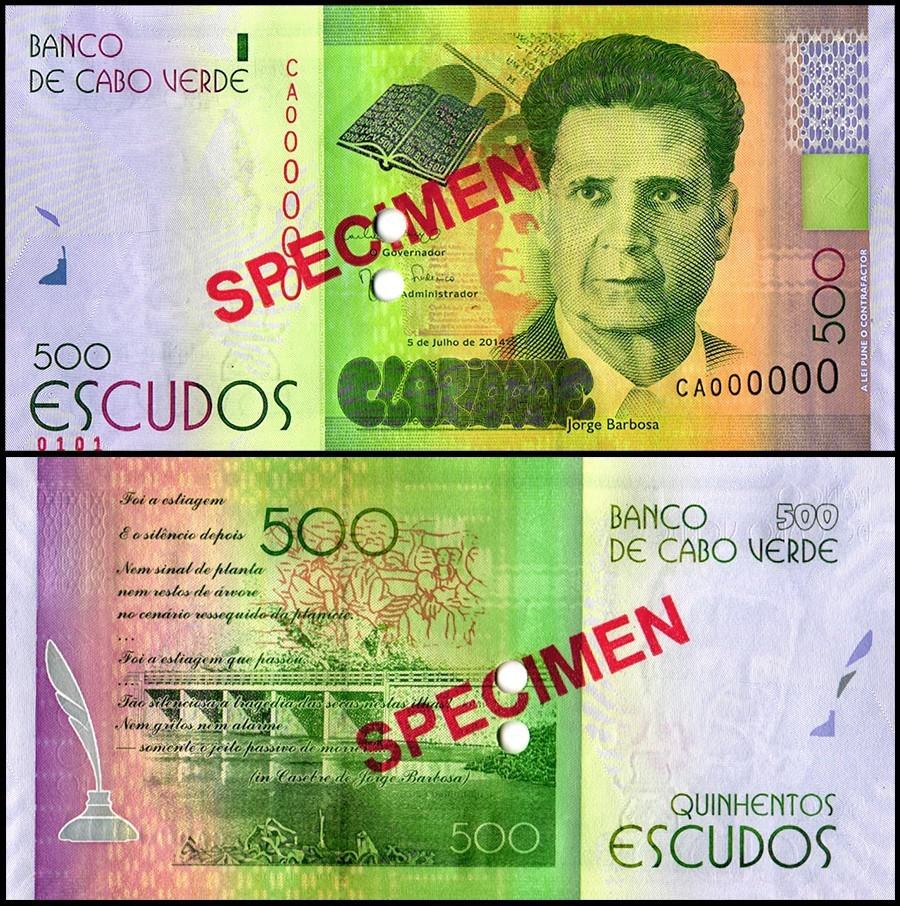 BANCO
DE CABO VERDE
CA000000
SPECIMEN
O Governador
Administrador
5 de Julho de 2014
CLARIDADE
500
ESCUDOS
0101
500
A LEI PUNE O CONTRAFACTOR
CA000000
Jorge Barbosa
Foi a estiagem
E o silêncio depois
Nem sinal de planta
nem restos de árvore
no cenário ressequido da planície.
...
Foi a estiagem que passou.
....
Tão silenciosa a tragédia das secas nestas ilhas!
Nem gritos nem alarme
— somente o jeito passivo de morrer
(in Casebre de Jorge Barbosa)
500
500
SPECIMEN
BANCO 500
DE CABO VERDE
QUINHENTOS
ESCUDOS